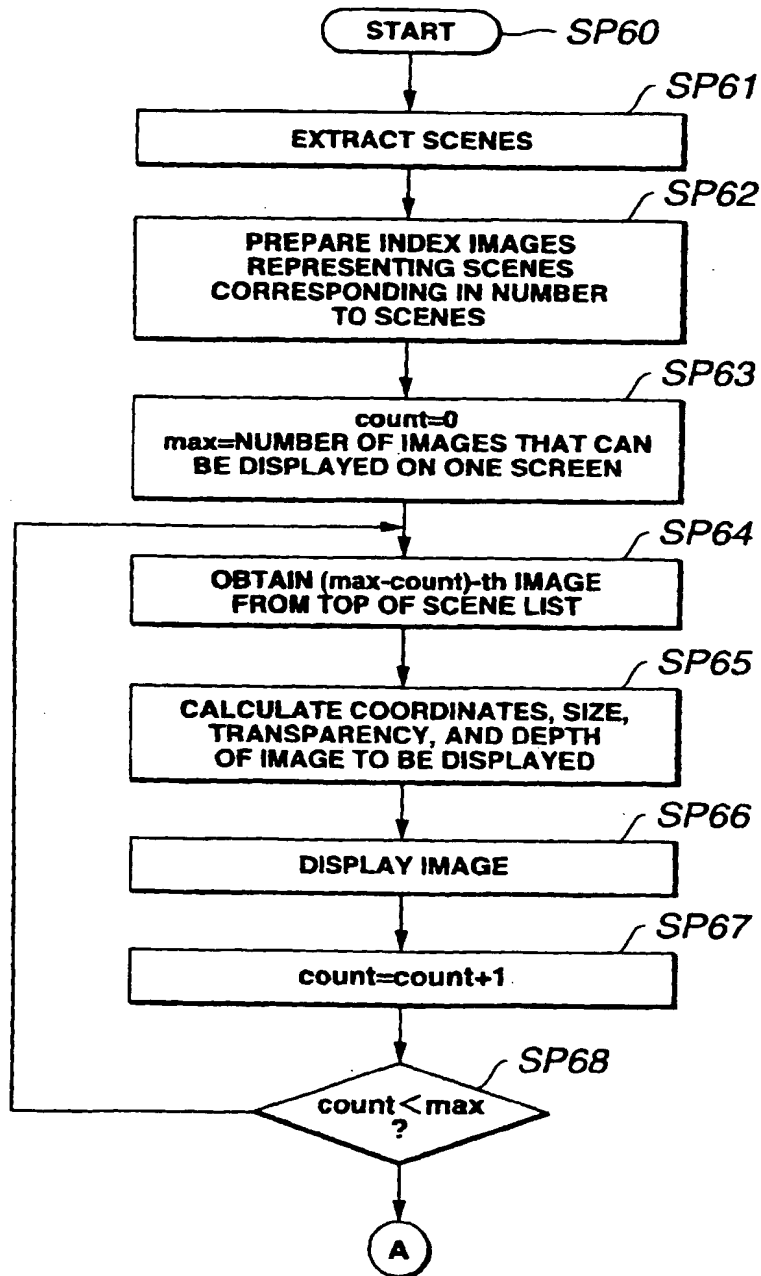 START
SP60
SP61
EXTRACT SCENES
SP62
PREPARE INDEX IMAGES
REPRESENTING SCENES
CORRESPONDING IN NUMBER
TO SCENES
SP63
count=0
max=NUMBER OF IMAGES THAT CAN
BE DISPLAYED ON ONE SCREEN
SP64
OBTAIN (max-count)-th IMAGE
FROM TOP OF SCENE LIST
SP65
CALCULATE COORDINATES, SIZE,
TRANSPARENCY, AND DEPTH
OF IMAGE TO BE DISPLAYED
SP66
DISPLAY IMAGE
SP67
count=count+1
SP68
count<max
?
A